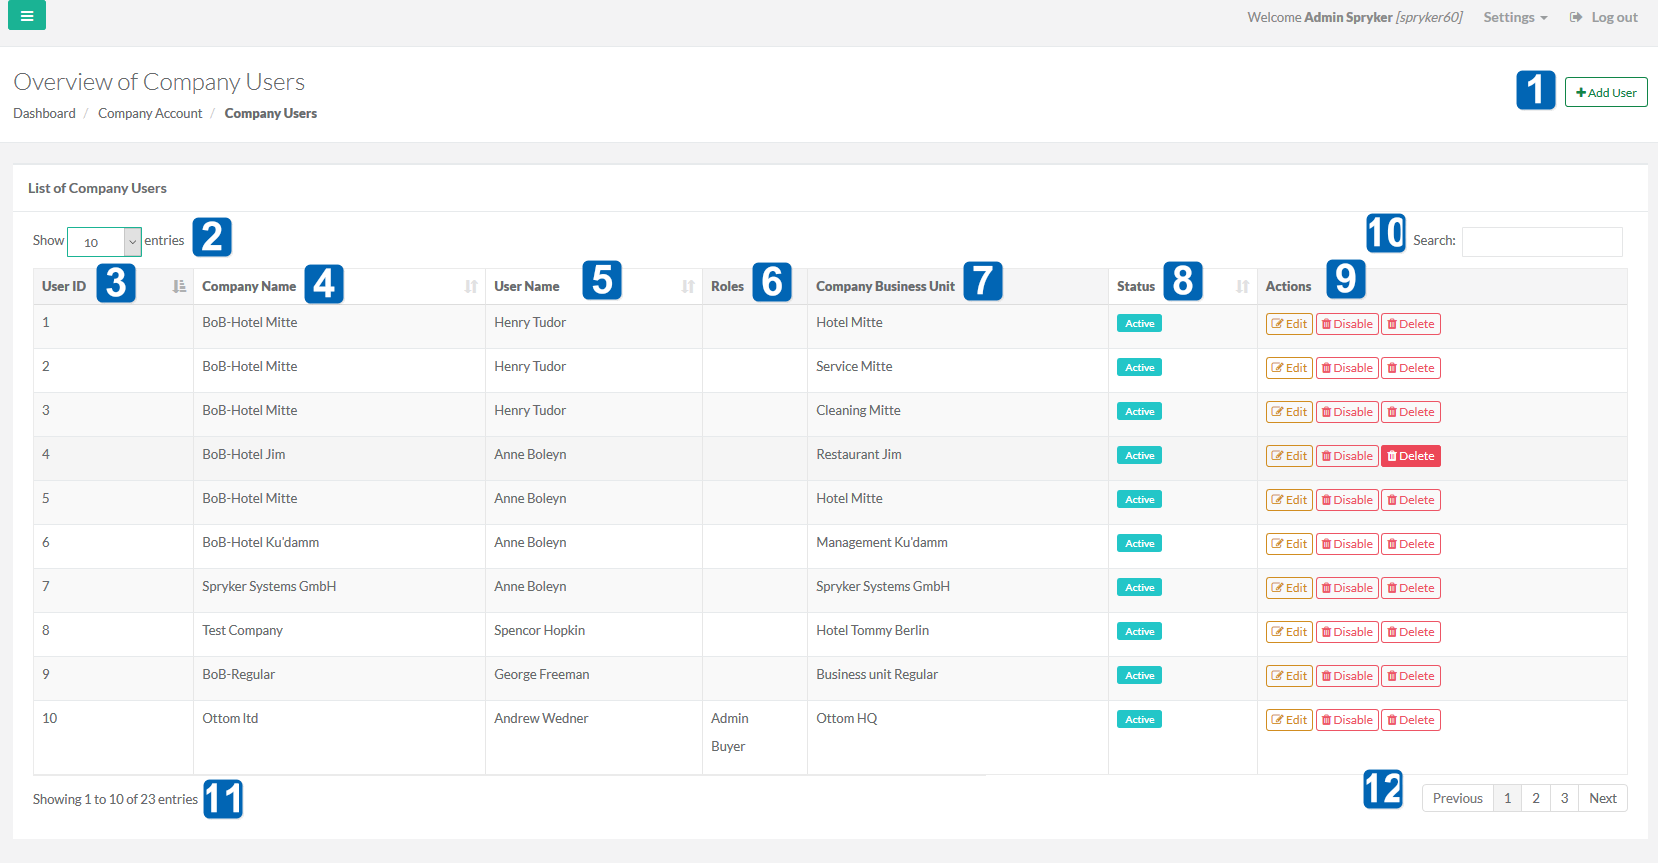 Welcome Admin Spryker [spryker60] Settings Log out
Overview of Company Users
1 Add User
Dashboard / Company Account / Company Users
List of Company Users
Show 10 entries 2 10 Search:
User ID 3 Company Name 4 User Name 5 Roles 6 Company Business Unit 7 Status 8 Actions 9
1 BoB-Hotel Mitte Henry Tudor Hotel Mitte Active Edit Disable Delete
2 BoB-Hotel Mitte Henry Tudor Service Mitte Active Edit Disable Delete
3 BoB-Hotel Mitte Henry Tudor Cleaning Mitte Active Edit Disable Delete
4 BoB-Hotel Jim Anne Boleyn Restaurant Jim Active Edit Disable Delete
5 BoB-Hotel Mitte Anne Boleyn Hotel Mitte Active Edit Disable Delete
6 BoB-Hotel Ku'damm Anne Boleyn Management Ku'damm Active Edit Disable Delete
7 Spryker Systems GmbH Anne Boleyn Spryker Systems GmbH Active Edit Disable Delete
8 Test Company Spencor Hopkin Hotel Tommy Berlin Active Edit Disable Delete
9 BoB-Regular George Freeman Business unit Regular Active Edit Disable Delete
10 Ottom ltd Andrew Wedner Admin Ottom HQ Active Edit Disable Delete
Buyer
Showing 1 to 10 of 23 entries 11 12 Previous 1 2 3 Next